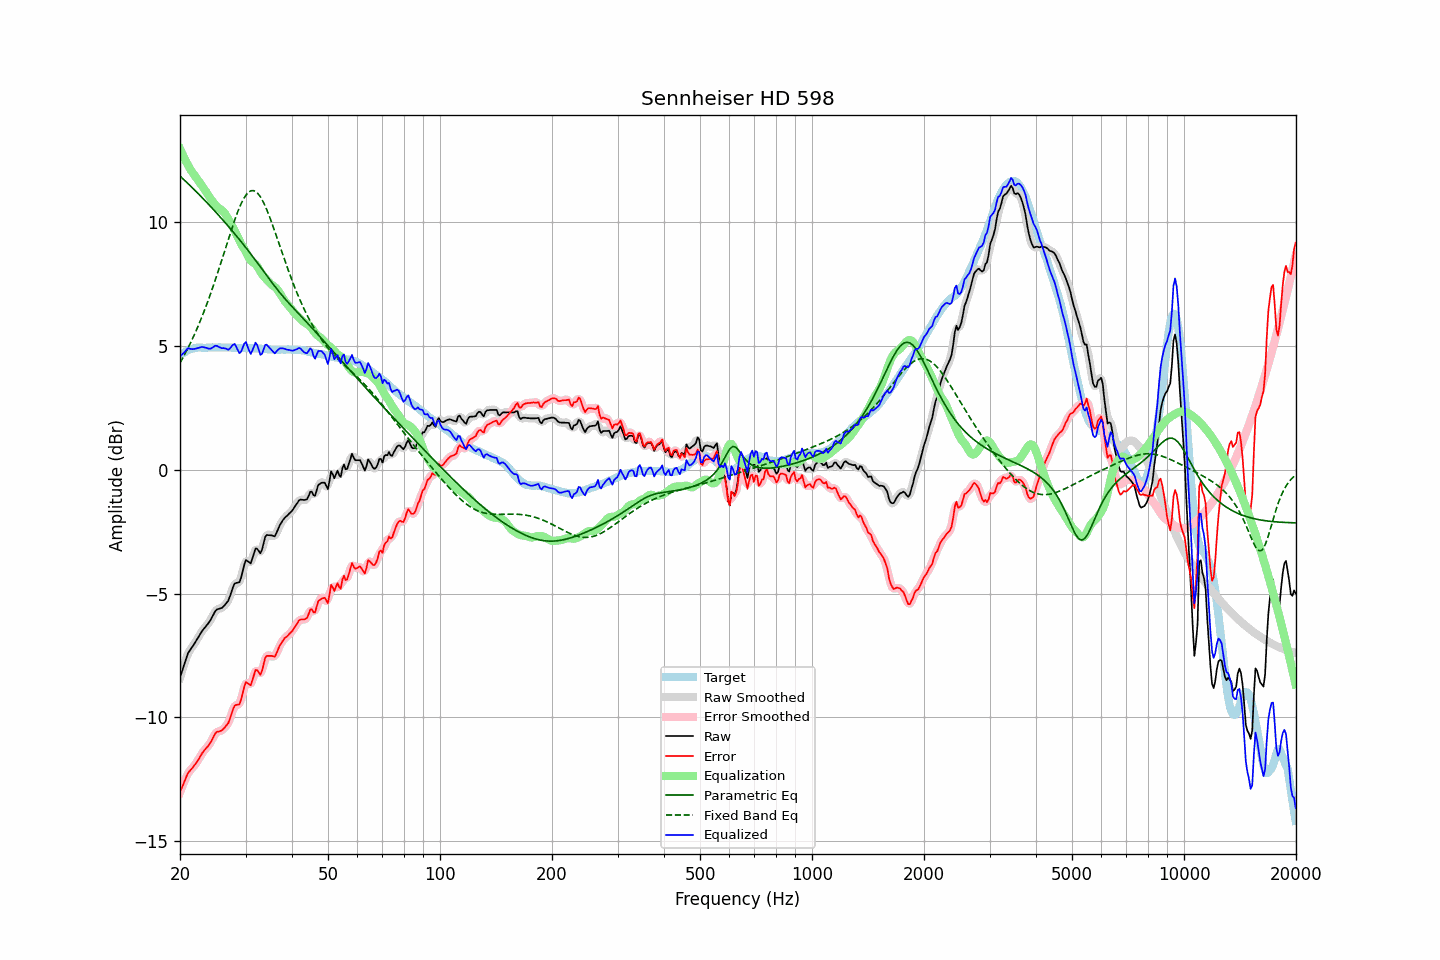 Sennheiser HD 598
Amplitude (dBr)
10
5
0
−5
−10
−15
Target
Raw Smoothed
Error Smoothed
Raw
Error
Equalization
Parametric Eq
Fixed Band Eq
Equalized
20 50 100 200 500 1000 2000 5000 10000 20000
Frequency (Hz)